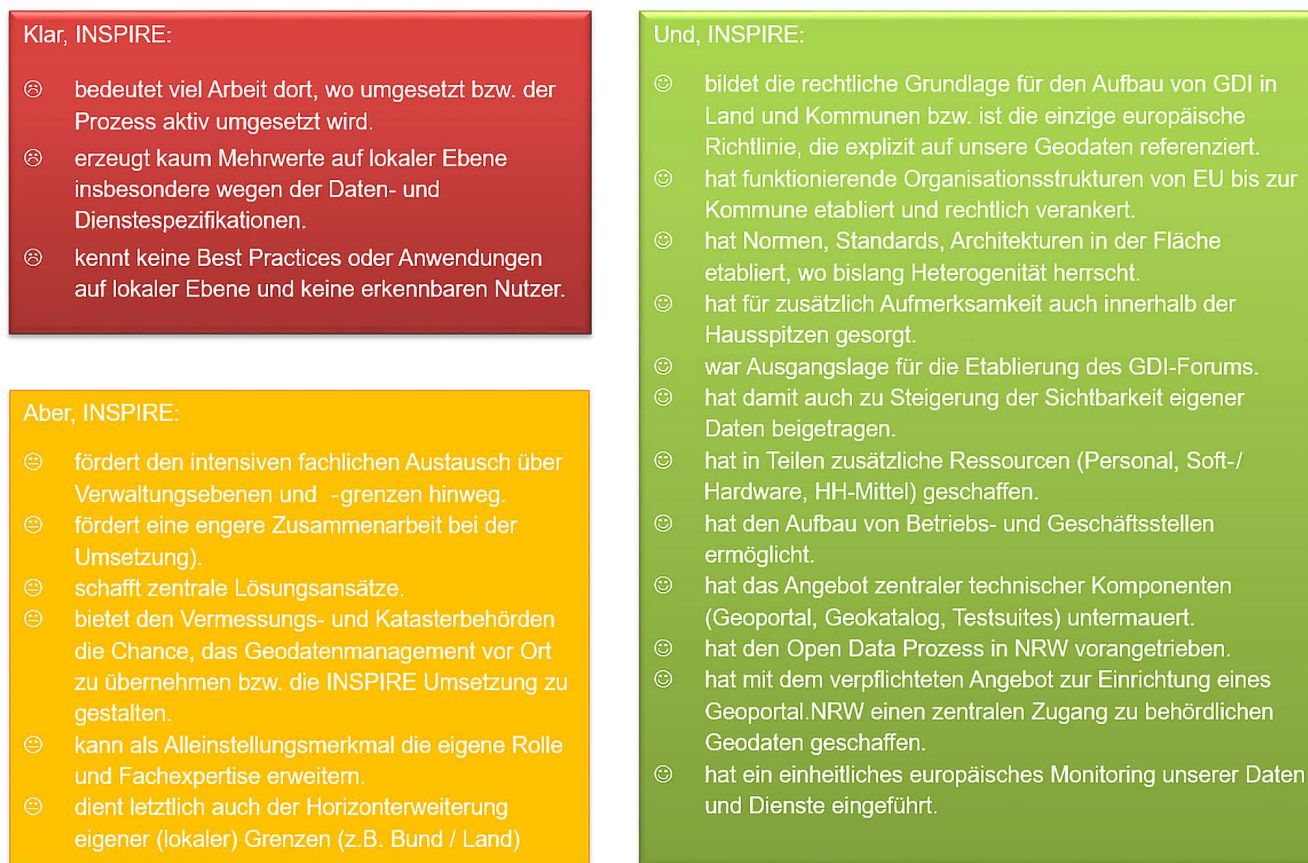 Klar, INSPIRE:
☹ bedeutet viel Arbeit dort, wo umgesetzt bzw. der
Prozess aktiv umgesetzt wird.
☹ erzeugt kaum Mehrwerte auf lokaler Ebene
insbesondere wegen der Daten- und
Dienstespezifikationen.
☹ kennt keine Best Practices oder Anwendungen
auf lokaler Ebene und keine erkennbaren Nutzer.
Aber, INSPIRE:
😐 fördert den intensiven fachlichen Austausch über
Verwaltungsebenen und -grenzen hinweg.
😐 fördert eine engere Zusammenarbeit bei der
Umsetzung).
😐 schafft zentrale Lösungsansätze.
😐 bietet den Vermessungs- und Katasterbehörden
die Chance, das Geodatenmanagement vor Ort
zu übernehmen bzw. die INSPIRE Umsetzung zu
gestalten.
😐 kann als Alleinstellungsmerkmal die eigene Rolle
und Fachexpertise erweitern.
😐 dient letztlich auch der Horizonterweiterung
eigener (lokaler) Grenzen (z.B. Bund / Land)
Und, INSPIRE:
☺ bildet die rechtliche Grundlage für den Aufbau von GDI in
Land und Kommunen bzw. ist die einzige europäische
Richtlinie, die explizit auf unsere Geodaten referenziert.
☺ hat funktionierende Organisationsstrukturen von EU bis zur
Kommune etabliert und rechtlich verankert.
☺ hat Normen, Standards, Architekturen in der Fläche
etabliert, wo bislang Heterogenität herrscht.
☺ hat für zusätzlich Aufmerksamkeit auch innerhalb der
Hausspitzen gesorgt.
☺ war Ausgangslage für die Etablierung des GDI-Forums.
☺ hat damit auch zu Steigerung der Sichtbarkeit eigener
Daten beigetragen.
☺ hat in Teilen zusätzliche Ressourcen (Personal, Soft-/
Hardware, HH-Mittel) geschaffen.
☺ hat den Aufbau von Betriebs- und Geschäftsstellen
ermöglicht.
☺ hat das Angebot zentraler technischer Komponenten
(Geoportal, Geokatalog, Testsuites) untermauert.
☺ hat den Open Data Prozess in NRW vorangetrieben.
☺ hat mit dem verpflichteten Angebot zur Einrichtung eines
Geoportal.NRW einen zentralen Zugang zu behördlichen
Geodaten geschaffen.
☺ hat ein einheitliches europäisches Monitoring unserer Daten
und Dienste eingeführt.